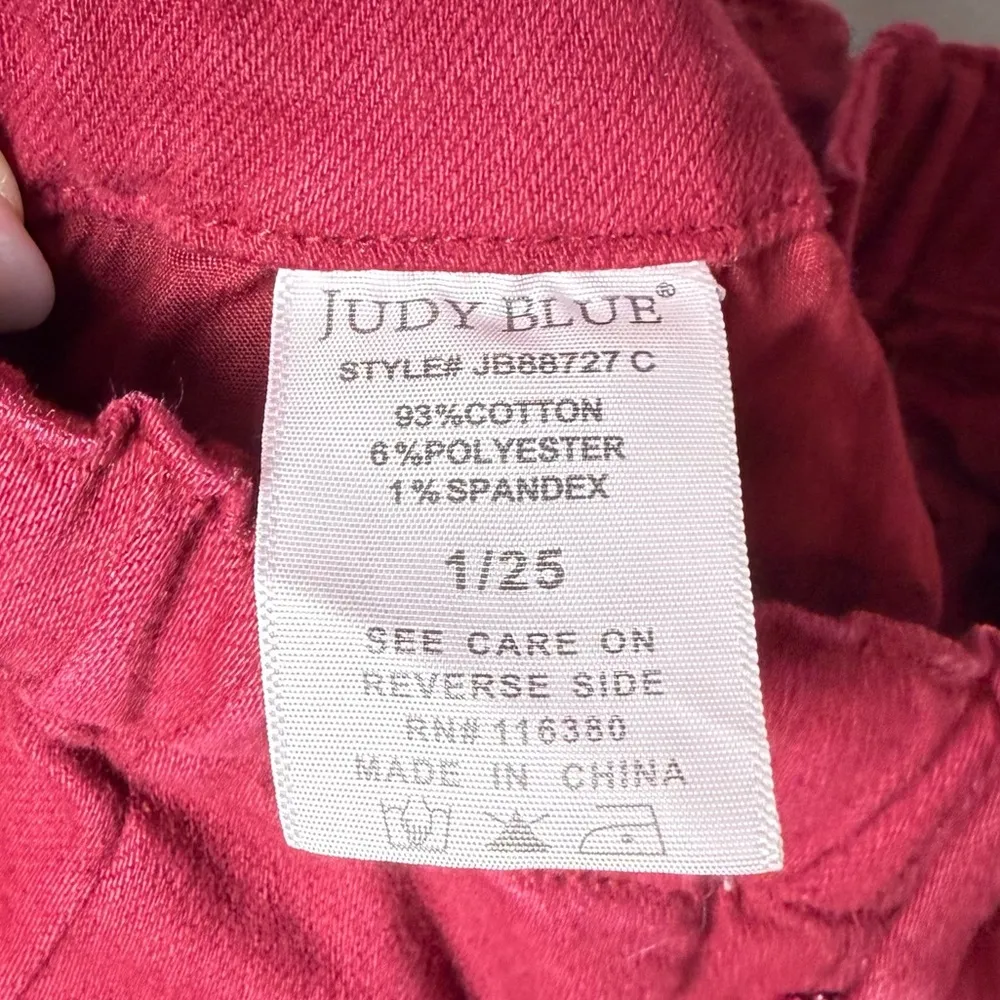 JUDY BLUE®
STYLE# JB88727 C
93%COTTON
6%POLYESTER
1%SPANDEX
1/25
SEE CARE ON
REVERSE SIDE
RN# 116380
MADE IN CHINA